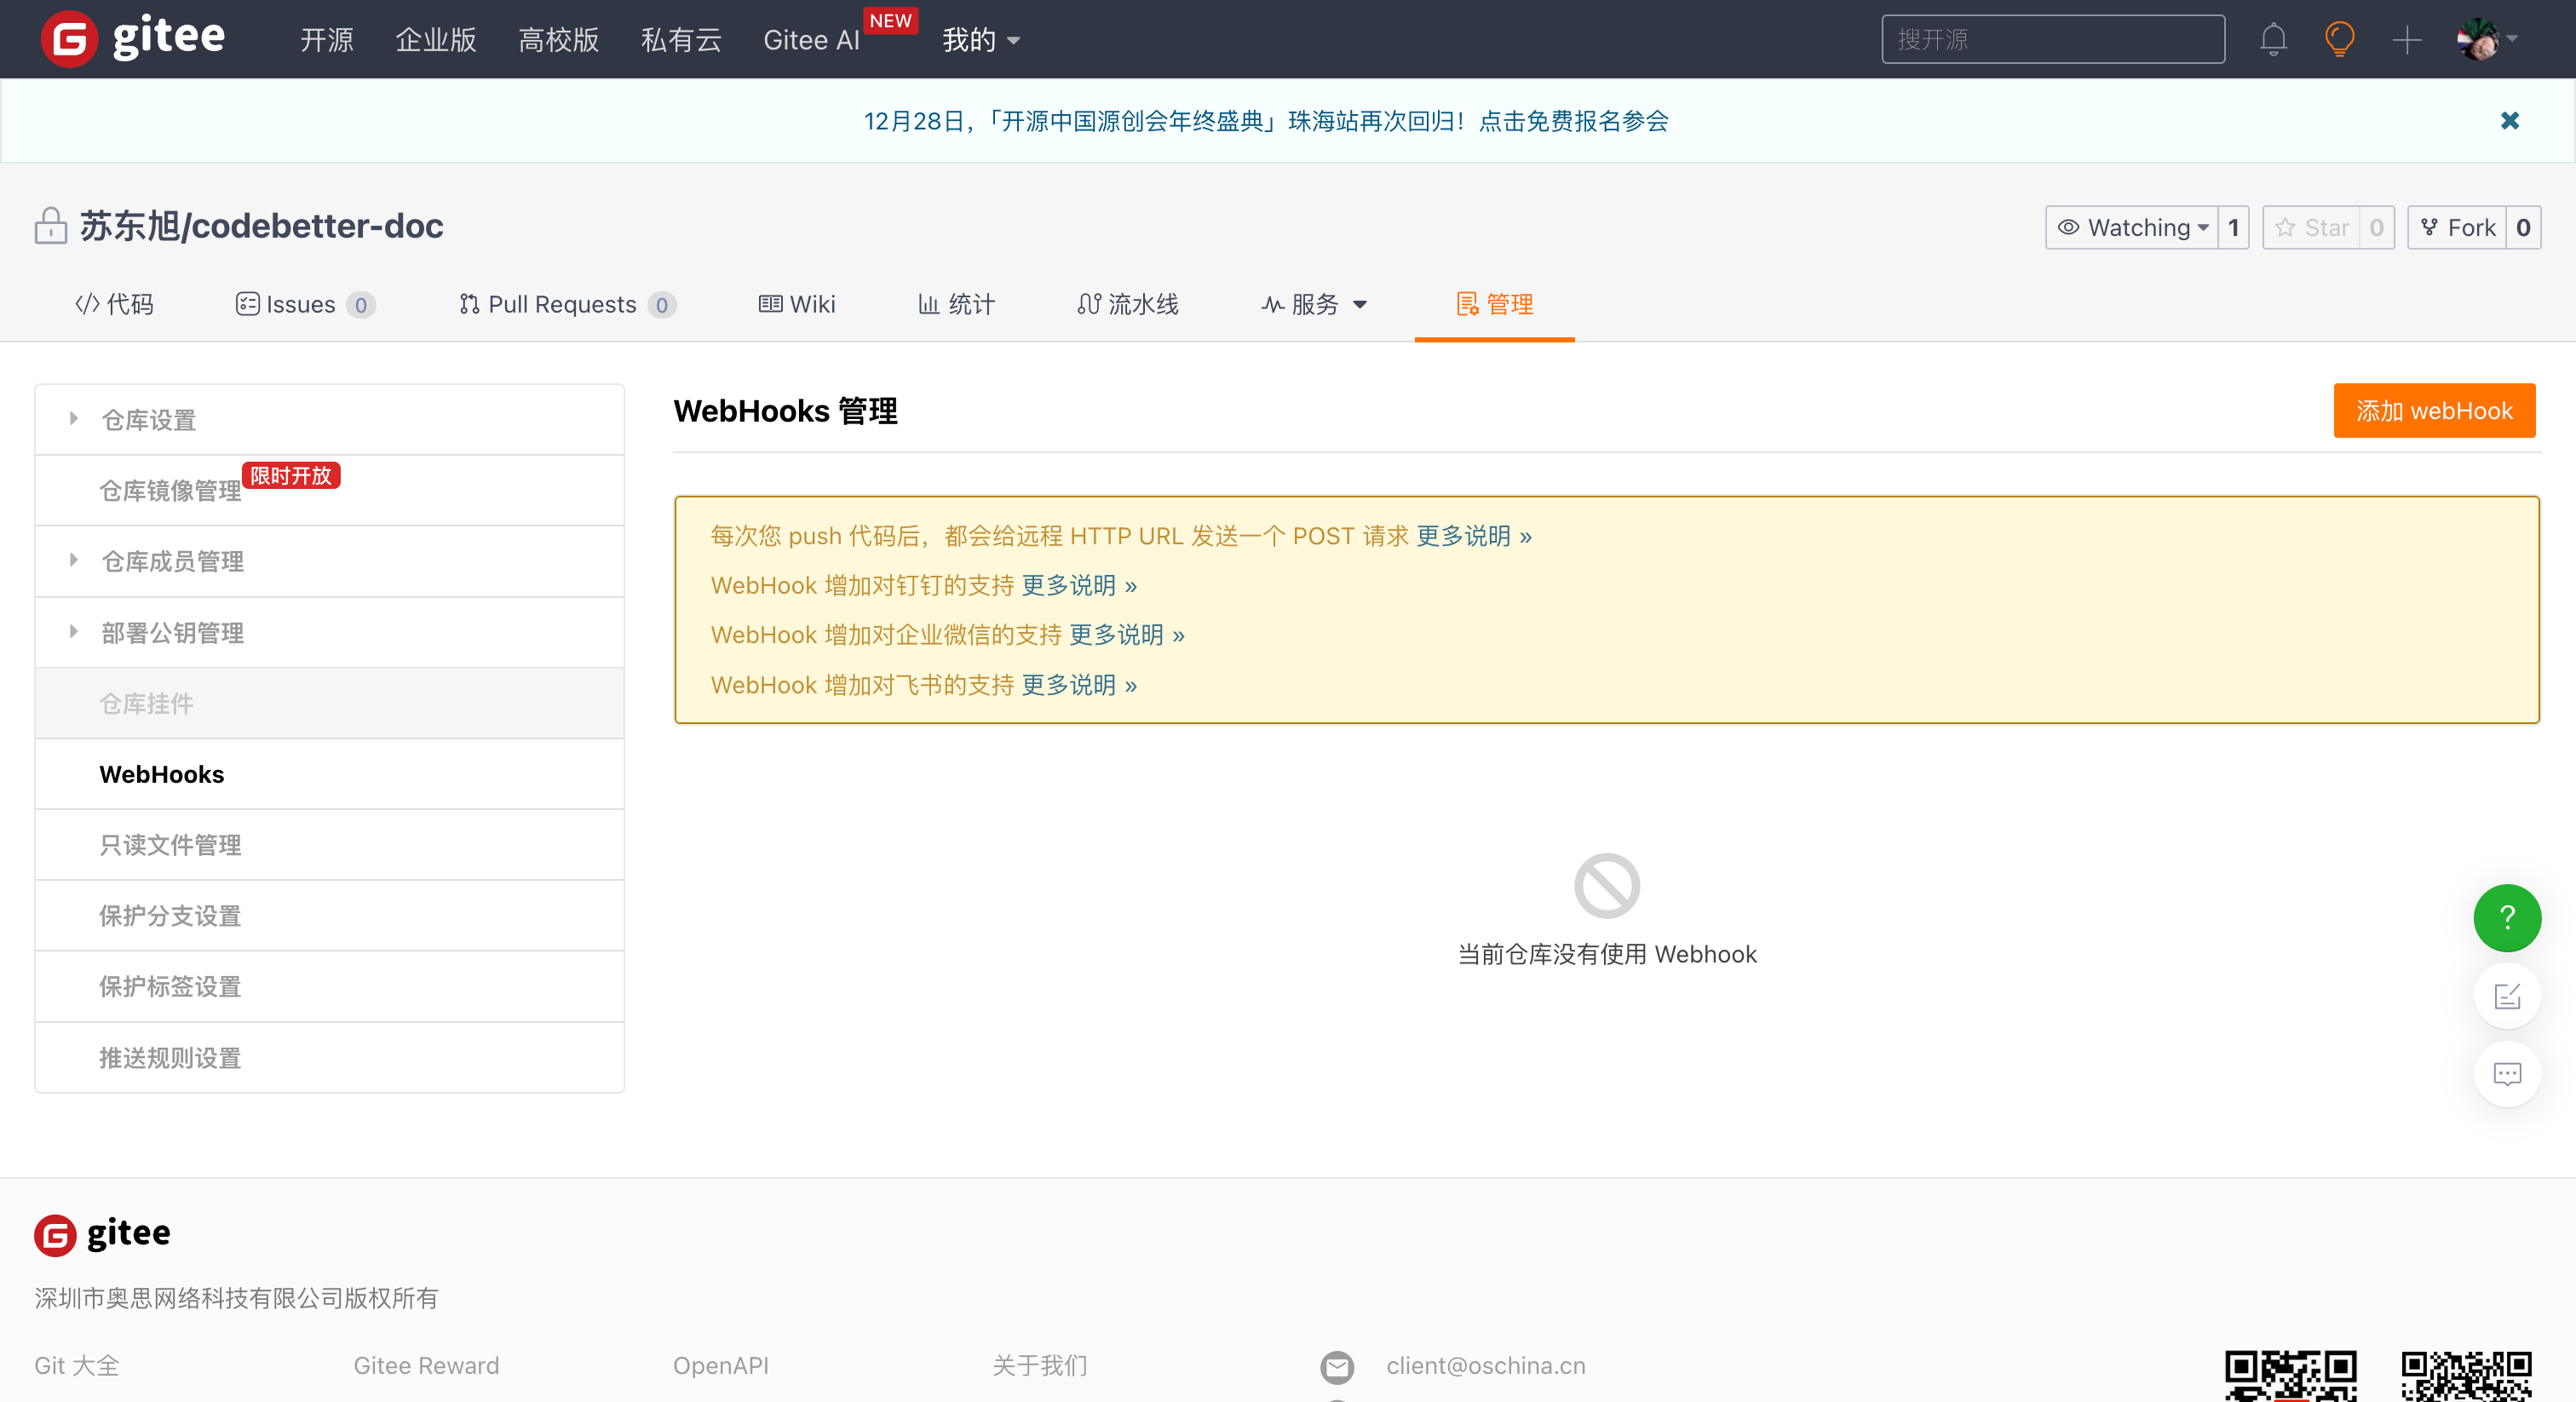 gitee
开源 企业版 高校版 私有云 Gitee AI NEW 我的 搜开源
12月28日，「开源中国源创会年终盛典」珠海站再次回归！点击免费报名参会
苏东旭/codebetter-doc
Watching 1 Star 0 Fork 0
代码 Issues 0 Pull Requests 0 Wiki 统计 流水线 服务 管理
仓库设置
仓库镜像管理 限时开放
仓库成员管理
部署公钥管理
仓库挂件
WebHooks
只读文件管理
保护分支设置
保护标签设置
推送规则设置
WebHooks 管理
添加 webHook
每次您 push 代码后，都会给远程 HTTP URL 发送一个 POST 请求 更多说明 »
WebHook 增加对钉钉的支持 更多说明 »
WebHook 增加对企业微信的支持 更多说明 »
WebHook 增加对飞书的支持 更多说明 »
当前仓库没有使用 Webhook
?
gitee
深圳市奥思网络科技有限公司版权所有
Git 大全 Gitee Reward OpenAPI 关于我们 client@oschina.cn